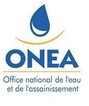 ONEA
Office national de l'eau
et de l'assainissement